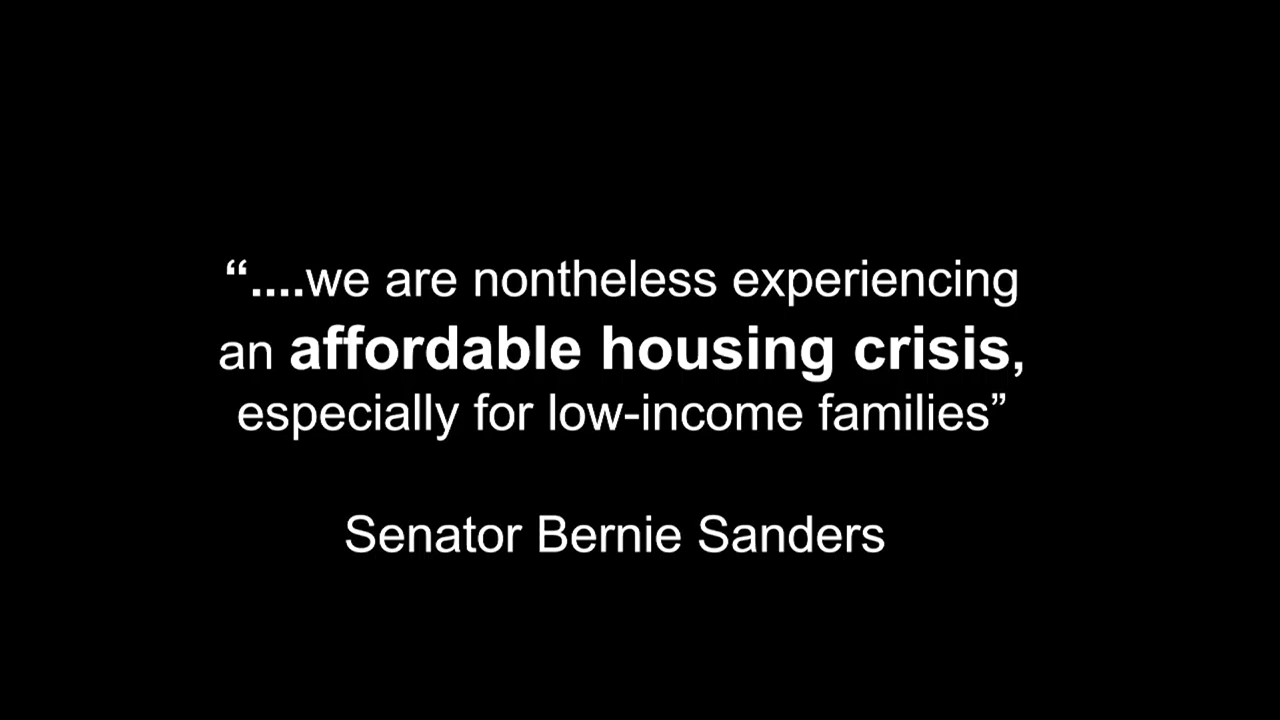 “....we are nontheless experiencing
an affordable housing crisis,
especially for low-income families”
Senator Bernie Sanders